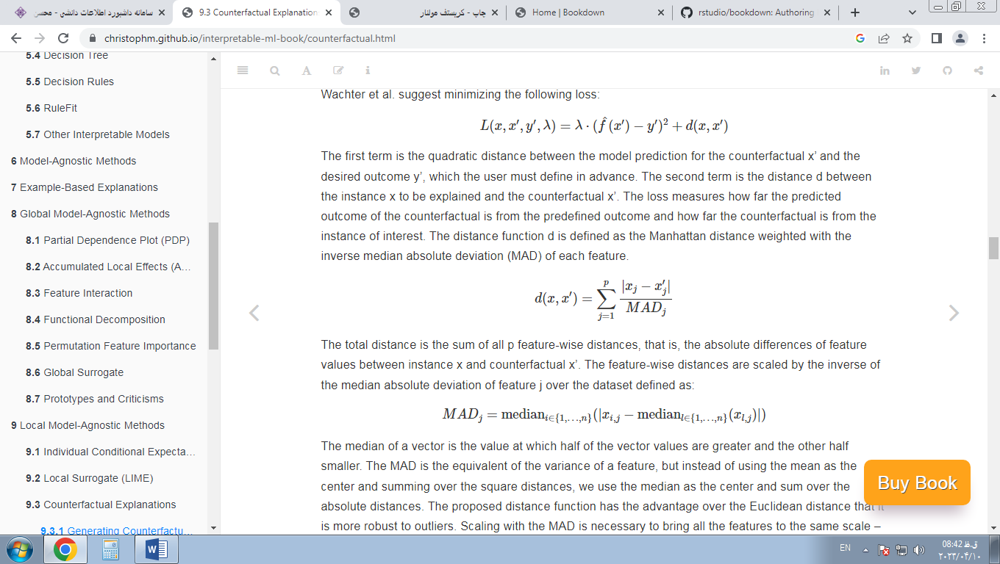 سامانه داشبورد اطلاعات دانشی - محسن
9.3 Counterfactual Explanation
چاپ - کریستف مولنار
Home | Bookdown
rstudio/bookdown: Authoring
christophm.github.io/interpretable-ml-book/counterfactual.html
5.4 Decision Tree
5.5 Decision Rules
5.6 RuleFit
5.7 Other Interpretable Models
6 Model-Agnostic Methods
7 Example-Based Explanations
8 Global Model-Agnostic Methods
8.1 Partial Dependence Plot (PDP)
8.2 Accumulated Local Effects (A…
8.3 Feature Interaction
8.4 Functional Decomposition
8.5 Permutation Feature Importance
8.6 Global Surrogate
8.7 Prototypes and Criticisms
9 Local Model-Agnostic Methods
9.1 Individual Conditional Expecta…
9.2 Local Surrogate (LIME)
9.3 Counterfactual Explanations
9.3.1 Generating Counterfactu…
Wachter et al. suggest minimizing the following loss:
L(x, x′, y′, λ) = λ · (f̂(x′) − y′)² + d(x, x′)
The first term is the quadratic distance between the model prediction for the counterfactual x’ and the
desired outcome y’, which the user must define in advance. The second term is the distance d between
the instance x to be explained and the counterfactual x’. The loss measures how far the predicted
outcome of the counterfactual is from the predefined outcome and how far the counterfactual is from the
instance of interest. The distance function d is defined as the Manhattan distance weighted with the
inverse median absolute deviation (MAD) of each feature.
d(x, x′) = ∑_{j=1}^{p} |x_j − x′_j| / MAD_j
The total distance is the sum of all p feature-wise distances, that is, the absolute differences of feature
values between instance x and counterfactual x’. The feature-wise distances are scaled by the inverse of
the median absolute deviation of feature j over the dataset defined as:
MAD_j = median_{i∈{1,…,n}}(|x_{i,j} − median_{l∈{1,…,n}}(x_{l,j})|)
The median of a vector is the value at which half of the vector values are greater and the other half
smaller. The MAD is the equivalent of the variance of a feature, but instead of using the mean as the
center and summing over the square distances, we use the median as the center and sum over the
absolute distances. The proposed distance function has the advantage over the Euclidean distance that it
is more robust to outliers. Scaling with the MAD is necessary to bring all the features to the same scale –
Buy Book
EN
08:42 ق.ظ
۲۰۲۳/۰۴/۱۰